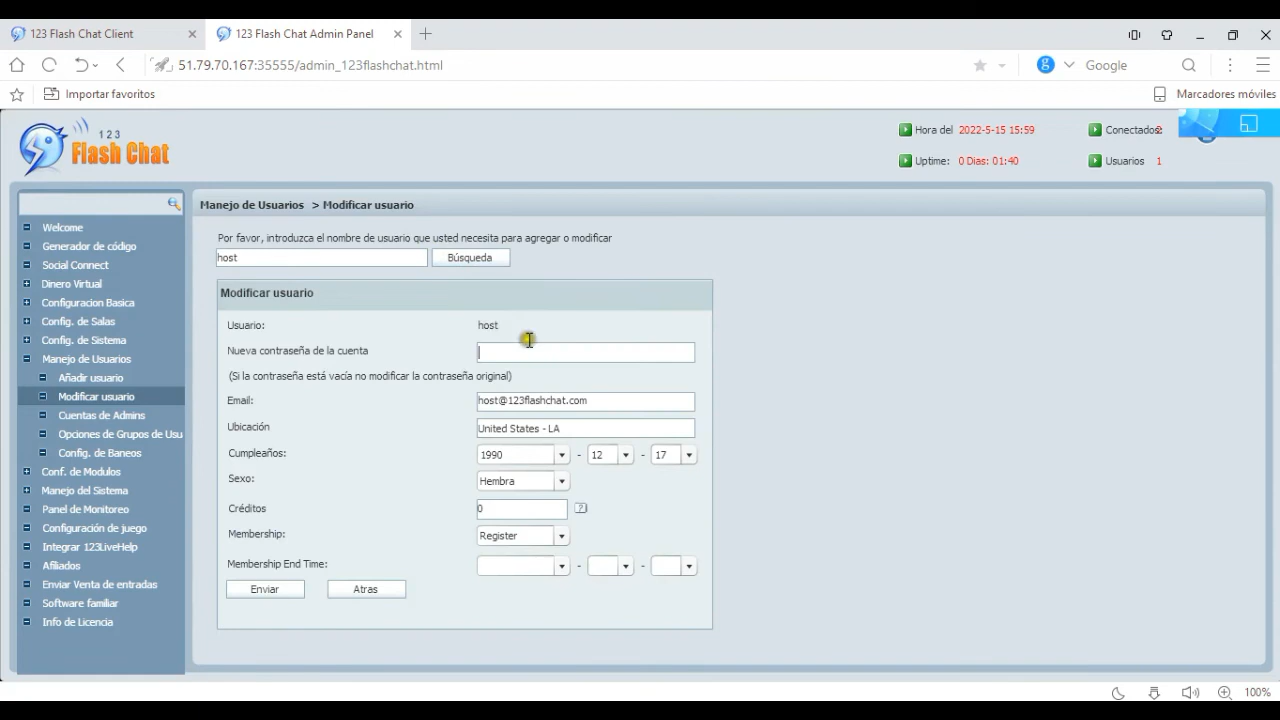 123 Flash Chat Client
123 Flash Chat Admin Panel
51.79.70.167:35555/admin_123flashchat.html
Google
Importar favoritos
Marcadores móviles
123
Flash Chat
Hora del 2022-5-15 15:59
Conectados:
Uptime: 0 Dias: 01:40
Usuarios 1
Welcome
Generador de código
Social Connect
Dinero Virtual
Configuracion Basica
Config. de Salas
Config. de Sistema
Manejo de Usuarios
Añadir usuario
Modificar usuario
Cuentas de Admins
Opciones de Grupos de Usu
Config. de Baneos
Conf. de Modulos
Manejo del Sistema
Panel de Monitoreo
Configuración de juego
Integrar 123LiveHelp
Afiliados
Enviar Venta de entradas
Software familiar
Info de Licencia
Manejo de Usuarios > Modificar usuario
Por favor, introduzca el nombre de usuario que usted necesita para agregar o modificar
host
Búsqueda
Modificar usuario
Usuario: host
Nueva contraseña de la cuenta
(Si la contraseña está vacía no modificar la contraseña original)
Email: host@123flashchat.com
Ubicación United States - LA
Cumpleaños: 1990 - 12 - 17
Sexo: Hembra
Créditos 0 ?
Membership: Register
Membership End Time: - -
Enviar Atras
100%